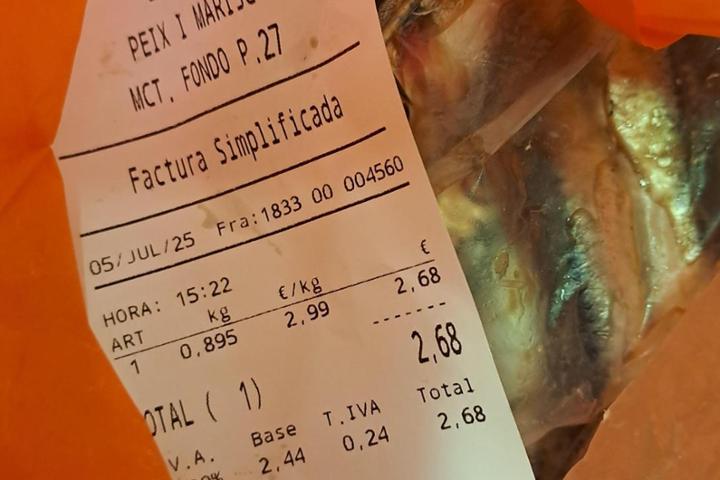 PEIX I MARISC
MCT. FONDO P.27
Factura Simplificada
05/JUL/25 Fra:1833 00 004560
HORA: 15:22
ART kg €/kg €
1 0,895 2,99 2,68
-------
OTAL ( 1) 2,68
V.A. Base T.IVA Total
2,44 0,24 2,68